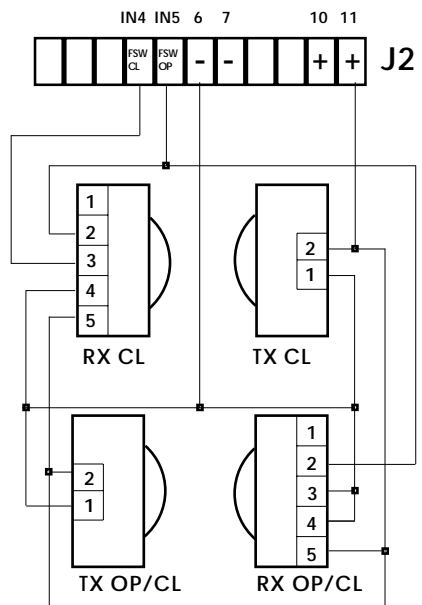 IN4 IN5 6 7 10 11
FSW CL FSW OP - - + + J2
1
2
3
4
5
RX CL
2
1
TX CL
2
1
TX OP/CL
1
2
3
4
5
RX OP/CL